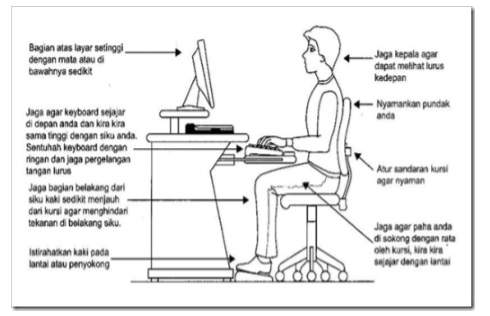 Bagian atas layar setinggi
dengan mata atau di
bawahnya sedikit
Jaga agar keyboard sejajar
di depan anda dan kira kira
sama tinggi dengan siku anda.
Sentuhah keyboard dengan
ringan dan jaga pergelangan
tangan lurus
Jaga bagian belakang dari
siku kaki sedikit menjauh
dari kursi agar menghindari
tekanan di belakang siku.
Istirahatkan kaki pada
lantai atau penyokong
Jaga kepala agar
dapat melihat lurus
kedepan
Nyamankan pundak
anda
Atur sandaran kursi
agar nyaman
Jaga agar paha anda
di sokong dengan rata
oleh kursi, kira kira
sejajar dengan lantai